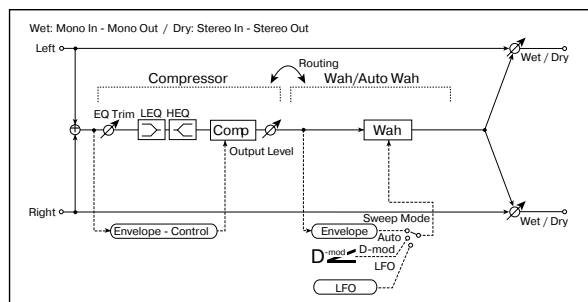 Wet: Mono In - Mono Out / Dry: Stereo In - Stereo Out
Left
Wet / Dry
Routing
Compressor
Wah/Auto Wah
EQ Trim
LEQ
HEQ
Comp
Wah
Output Level
Right
Wet / Dry
Sweep Mode
Envelope - Control
Envelope
Auto
D-mod
D-mod
LFO
LFO